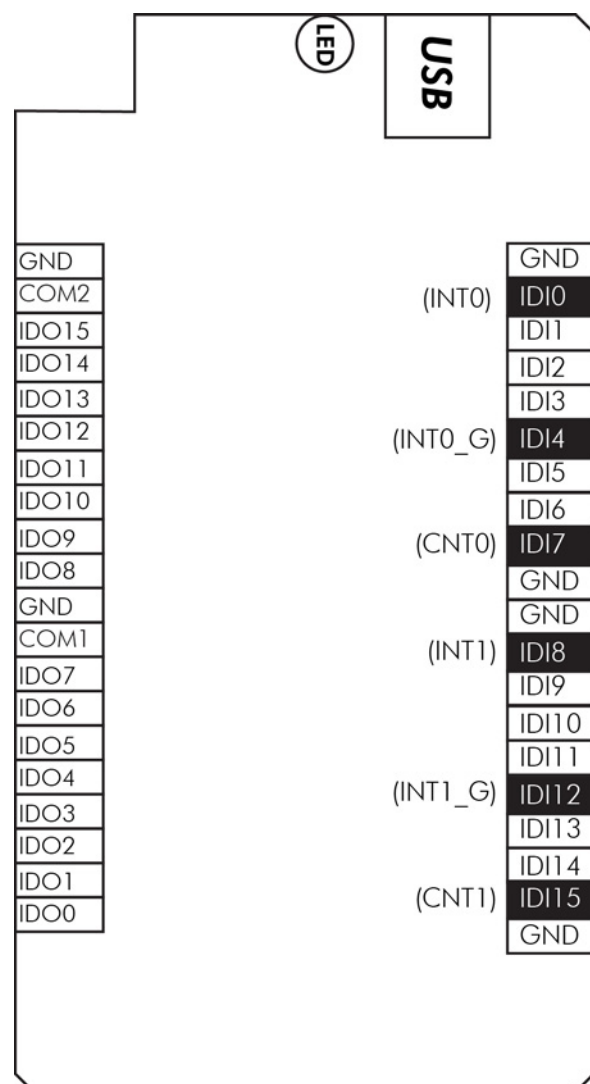 LED
USB
GND
COM2
IDO15
IDO14
IDO13
IDO12
IDO11
IDO10
IDO9
IDO8
GND
COM1
IDO7
IDO6
IDO5
IDO4
IDO3
IDO2
IDO1
IDO0
GND
(INT0) IDI0
IDI1
IDI2
IDI3
(INT0_G) IDI4
IDI5
IDI6
(CNT0) IDI7
GND
GND
(INT1) IDI8
IDI9
IDI10
IDI11
(INT1_G) IDI12
IDI13
IDI14
(CNT1) IDI15
GND